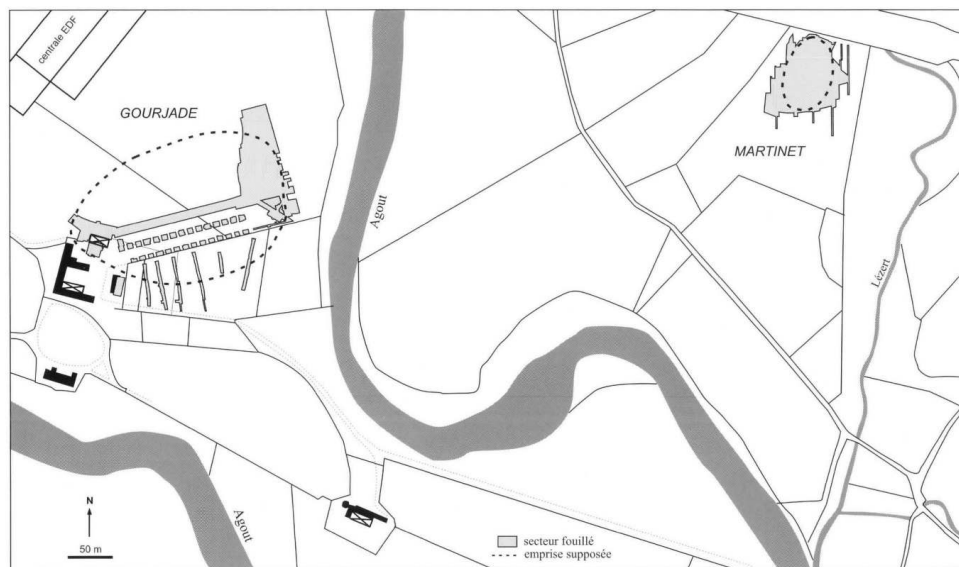 centrale EDF
GOURJADE
MARTINET
Agout
Lézert
Agout
N
50 m
secteur fouillé
emprise supposée